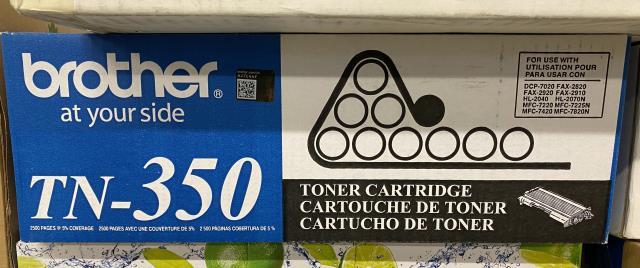 brother®
at your side
TN-350
2500 PAGES @ 5% COVERAGE 2500 PAGES AVEC UNE COUVERTURE DE 5% 2 500 PÁGINAS COBERTURA DE 5 %
FOR USE WITH
UTILISATION POUR
PARA USAR CON
DCP-7020 FAX-2820
FAX-2920 FAX-2910
HL-2040 HL-2070N
MFC-7220 MFC-7225N
MFC-7420 MFC-7820N
TONER CARTRIDGE
CARTOUCHE DE TONER
CARTUCHO DE TONER